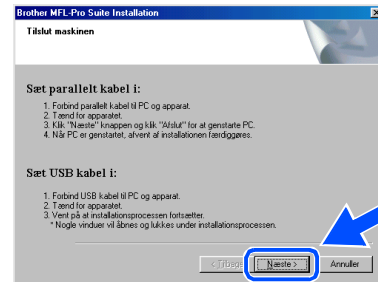 Brother MFL-Pro Suite Installation
Tilslut maskinen
Sæt parallelt kabel i:
1. Forbind parallelt kabel til PC og apparat.
2. Tænd for apparatet.
3. Klik "Næste" knappen og klik "Afslut" for at genstarte PC.
4. Når PC er genstartet, afvent af installationen færdiggøres.
Sæt USB kabel i:
1. Forbind USB kabel til PC og apparat.
2. Tænd for apparatet.
3. Vent på at installationsprocessen fortsætter.
* Nogle vinduer vil åbnes og lukkes under installationsprocessen.
< Tilbage Næste > Annuller